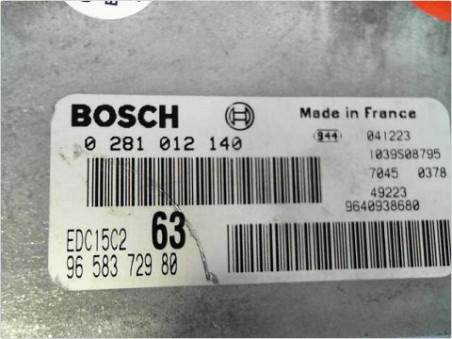 E
BOSCH
Made in France
0 281 012 140
944 041223
1039S08795
7045 0378
49223
9640938680
EDC15C2 63
96 583 729 80